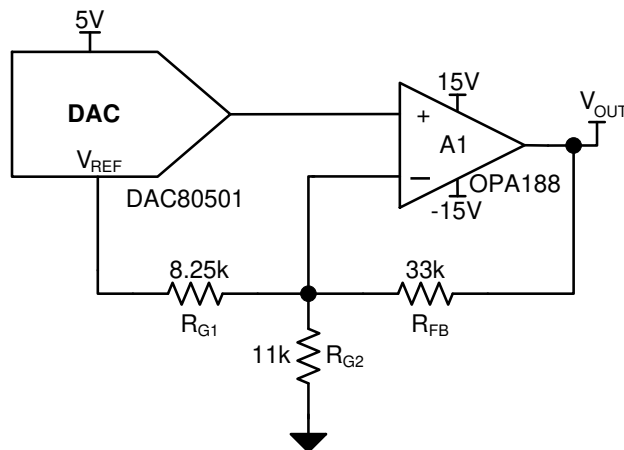 5V
DAC
VREF
DAC80501
15V
+
A1
−
OPA188
-15V
VOUT
8.25k
RG1
33k
RFB
11k
RG2